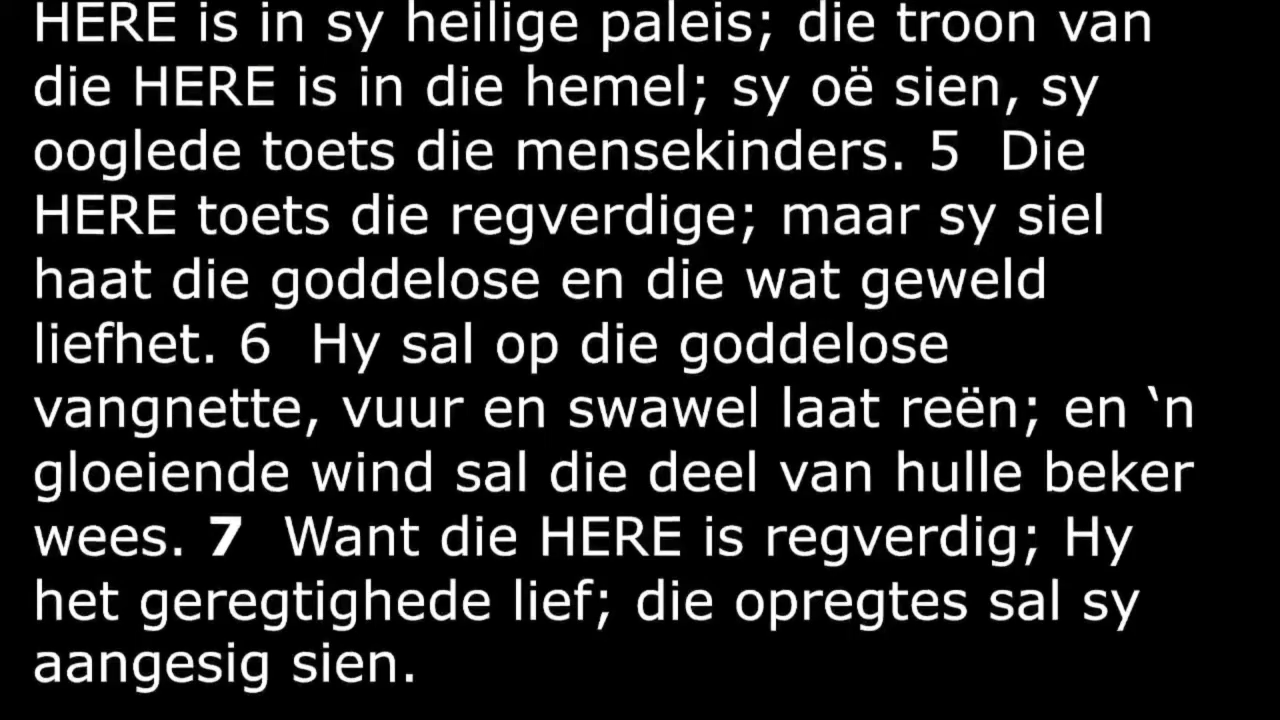 HERE is in sy heilige paleis; die troon van
die HERE is in die hemel; sy oë sien, sy
ooglede toets die mensekinders. 5  Die
HERE toets die regverdige; maar sy siel
haat die goddelose en die wat geweld
liefhet. 6  Hy sal op die goddelose
vangnette, vuur en swawel laat reën; en ‛n
gloeiende wind sal die deel van hulle beker
wees. 7  Want die HERE is regverdig; Hy
het geregtighede lief; die opregtes sal sy
aangesig sien.